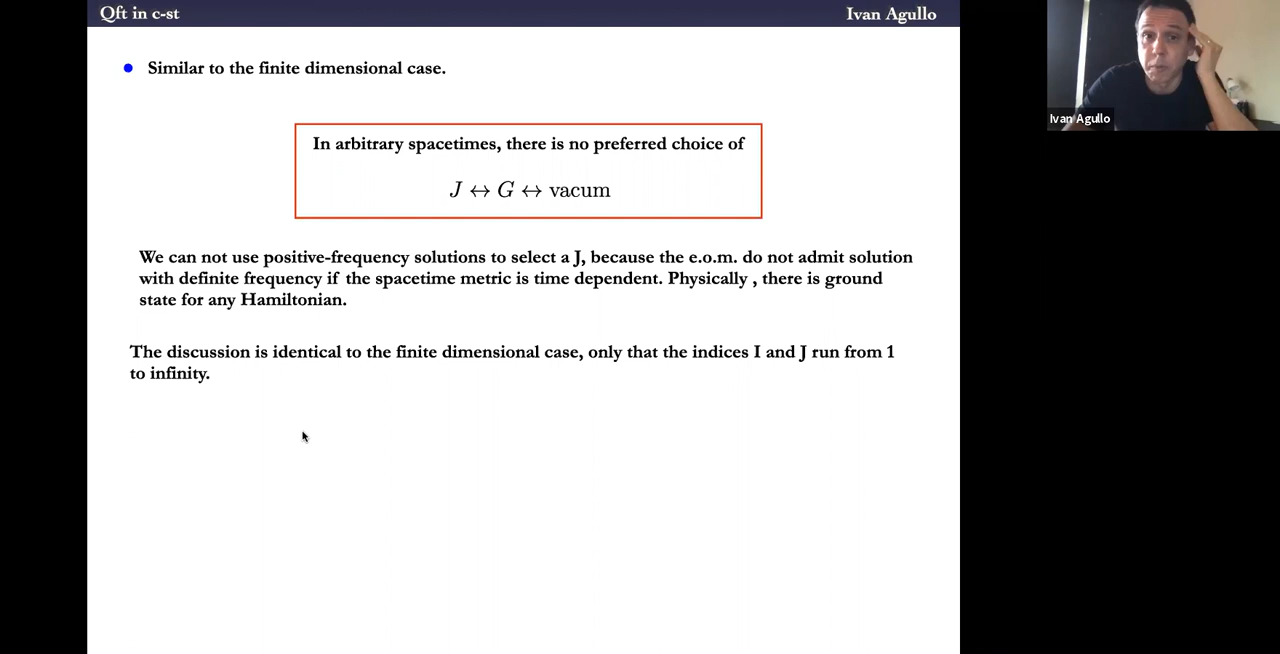 Qft in c-st
Ivan Agullo
Similar to the finite dimensional case.
In arbitrary spacetimes, there is no preferred choice of
J ↔ G ↔ vacum
We can not use positive-frequency solutions to select a J, because the e.o.m. do not admit solution
with definite frequency if the spacetime metric is time dependent. Physically , there is ground
state for any Hamiltonian.
The discussion is identical to the finite dimensional case, only that the indices I and J run from 1
to infinity.
Ivan Agullo